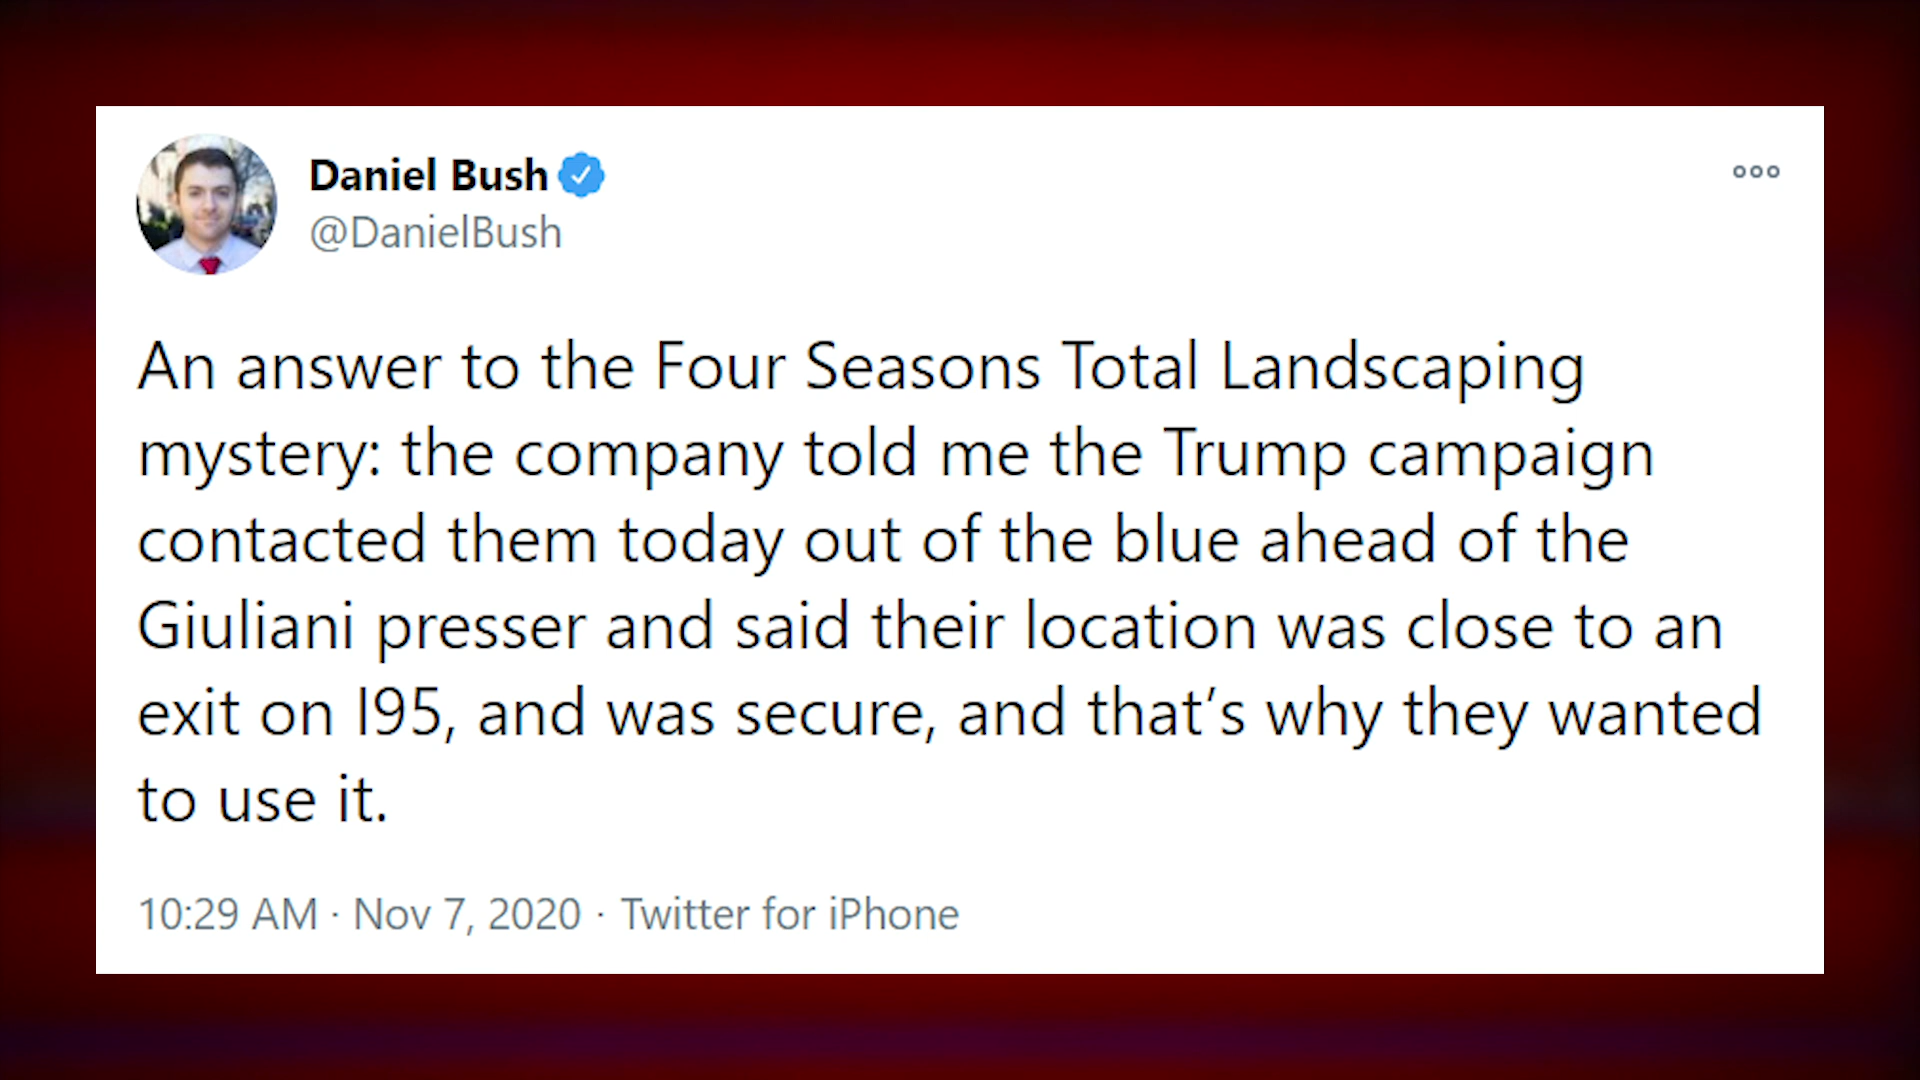 Daniel Bush
@DanielBush
An answer to the Four Seasons Total Landscaping
mystery: the company told me the Trump campaign
contacted them today out of the blue ahead of the
Giuliani presser and said their location was close to an
exit on I95, and was secure, and that’s why they wanted
to use it.
10:29 AM · Nov 7, 2020 · Twitter for iPhone